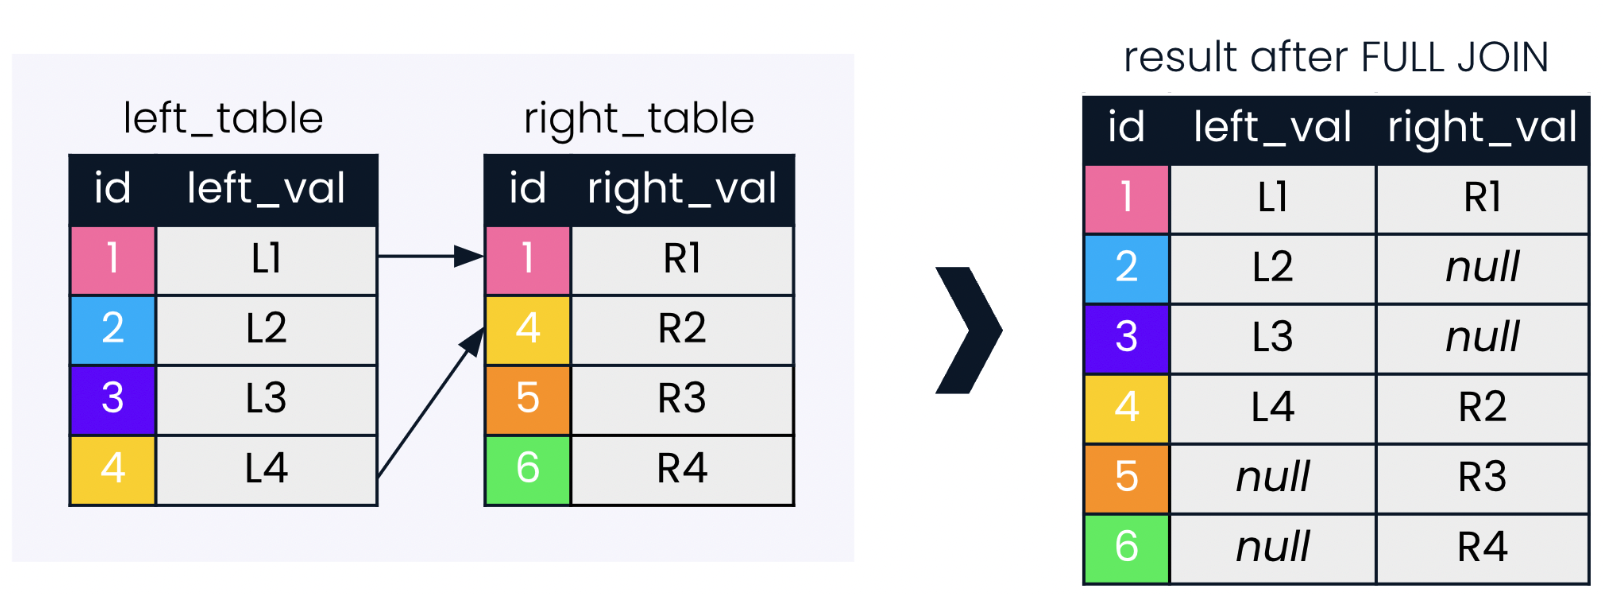 result after FULL JOIN
left_table
id left_val
1 L1
2 L2
3 L3
4 L4
right_table
id right_val
1 R1
4 R2
5 R3
6 R4
id left_val right_val
1 L1 R1
2 L2 null
3 L3 null
4 L4 R2
5 null R3
6 null R4